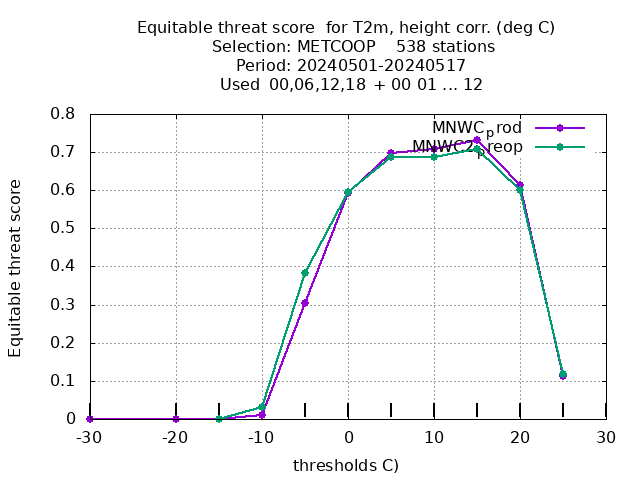 Equitable threat score  for T2m, height corr. (deg C)
Selection: METCOOP    538 stations
Period: 20240501-20240517
Used  00,06,12,18 + 00 01 ... 12
MNWC_prod
MNWC2_preop
Equitable threat score
0.8
0.7
0.6
0.5
0.4
0.3
0.2
0.1
0
-30 -20 -10 0 10 20 30
thresholds C)